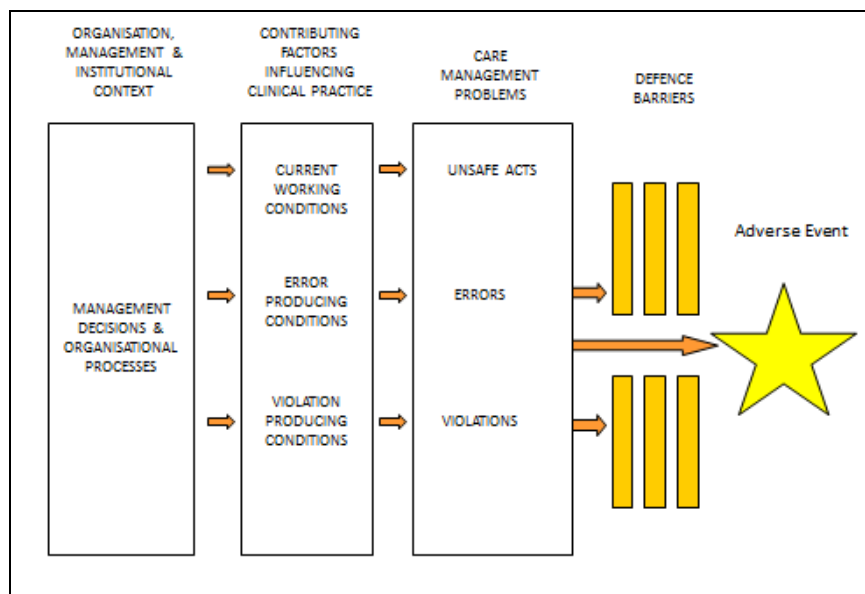 ORGANISATION,
MANAGEMENT &
INSTITUTIONAL
CONTEXT
CONTRIBUTING
FACTORS
INFLUENCING
CLINICAL PRACTICE
CARE
MANAGEMENT
PROBLEMS
DEFENCE
BARRIERS
MANAGEMENT
DECISIONS &
ORGANISATIONAL
PROCESSES
CURRENT
WORKING
CONDITIONS
ERROR
PRODUCING
CONDITIONS
VIOLATION
PRODUCING
CONDITIONS
UNSAFE ACTS
ERRORS
VIOLATIONS
Adverse Event